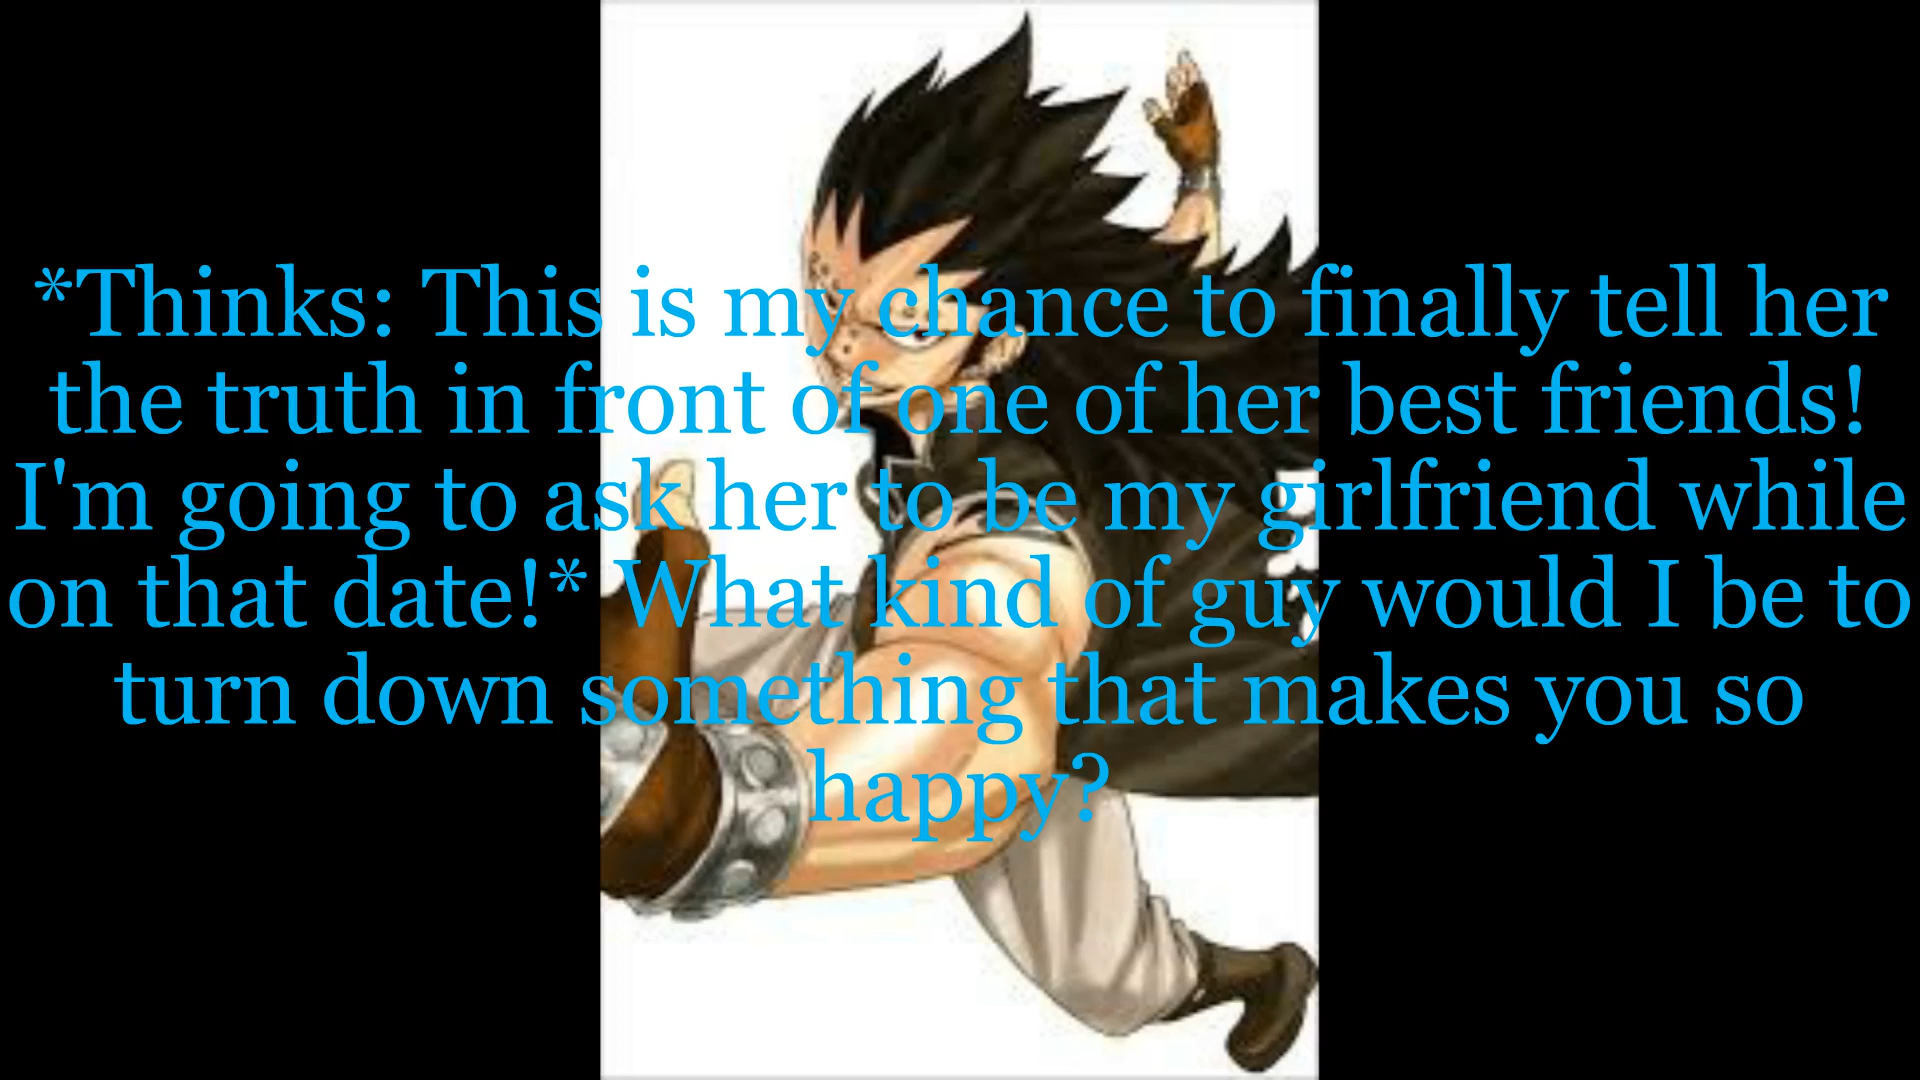 *Thinks: This is my chance to finally tell her
the truth in front of one of her best friends!
I'm going to ask her to be my girlfriend while
on that date!* What kind of guy would I be to
turn down something that makes you so
happy?